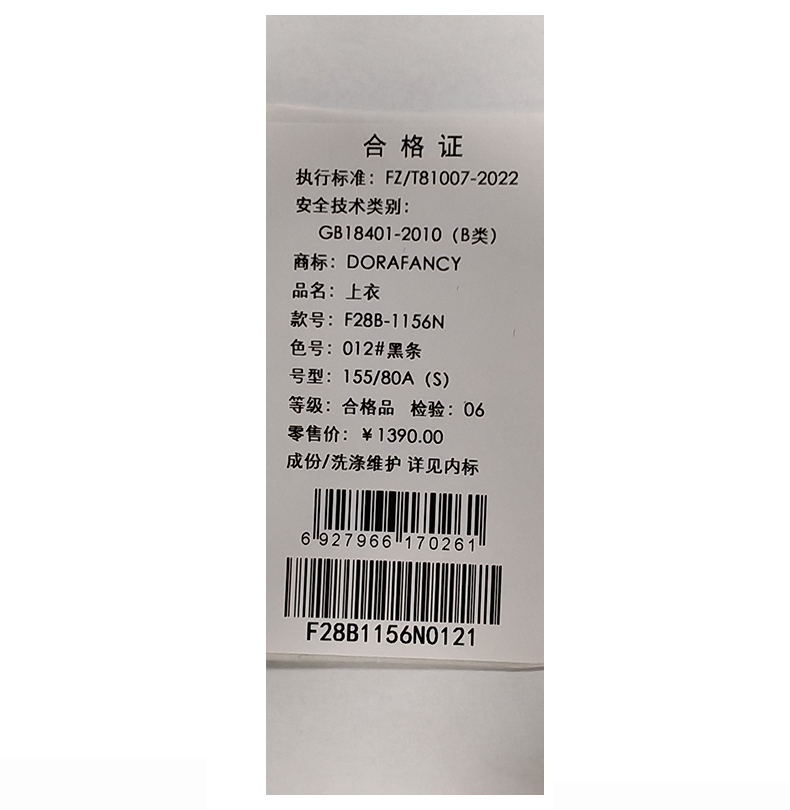 合格证
执行标准：FZ/T81007-2022
安全技术类别：
GB18401-2010（B类）
商标：DORAFANCY
品名：上衣
款号：F28B-1156N
色号：012#黑条
号型：155/80A（S）
等级：合格品 检验：06
零售价：￥1390.00
成份/洗涤维护 详见内标
6 927966 170261
F28B1156N0121